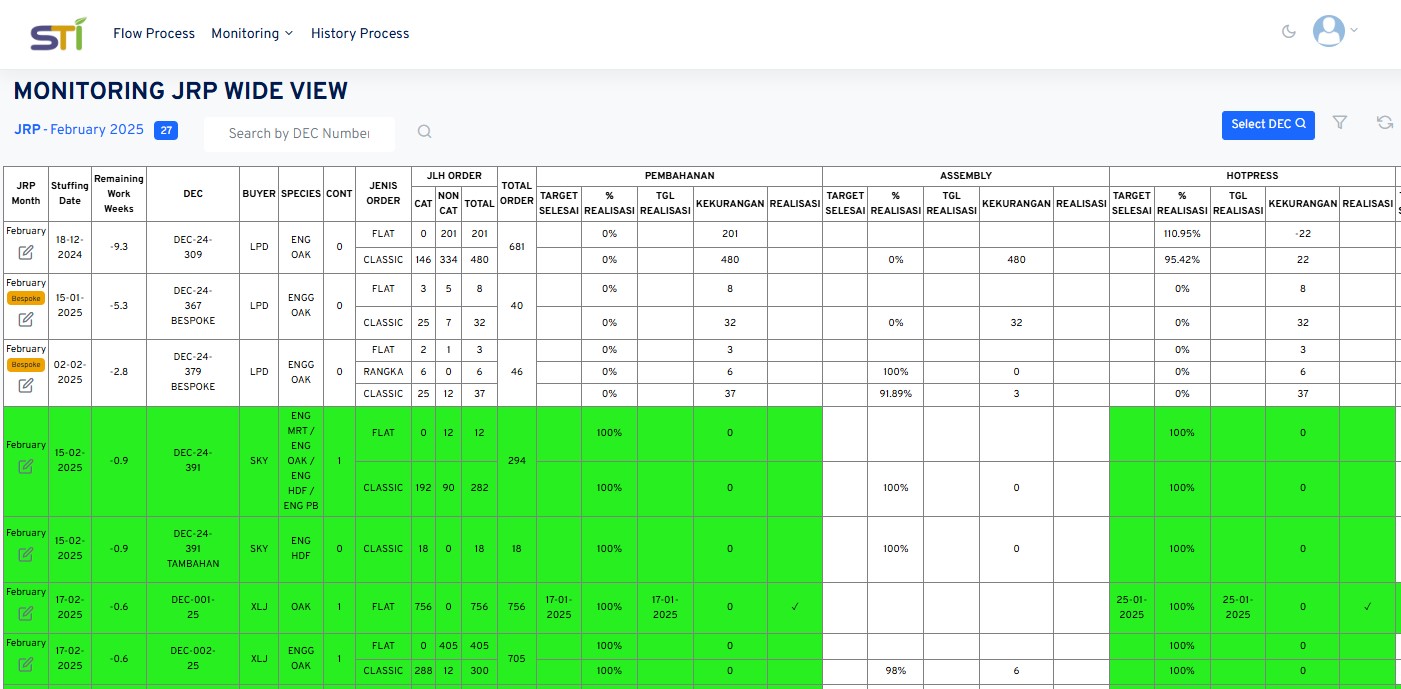 STI
Flow Process Monitoring History Process
MONITORING JRP WIDE VIEW
JRP - February 2025 27 Search by DEC Number Select DEC
JRP Month Stuffing Date Remaining Work Weeks DEC BUYER SPECIES CONT JENIS ORDER JLH ORDER TOTAL ORDER PEMBAHANAN ASSEMBLY HOTPRESS
CAT NON CAT TOTAL TARGET SELESAI % REALISASI TGL REALISASI KEKURANGAN REALISASI TARGET SELESAI % REALISASI TGL REALISASI KEKURANGAN REALISASI TARGET SELESAI % REALISASI TGL REALISASI KEKURANGAN REALISASI
February 18-12-2024 -9.3 DEC-24-309 LPD ENG OAK 0 FLAT 0 201 201 681 0% 201 110.95% -22
CLASSIC 146 334 480 0% 480 0% 480 95.42% 22
February Bespoke 15-01-2025 -5.3 DEC-24-367 BESPOKE LPD ENGG OAK 0 FLAT 3 5 8 40 0% 8 0% 8
CLASSIC 25 7 32 0% 32 0% 32 0% 32
February Bespoke 02-02-2025 -2.8 DEC-24-379 BESPOKE LPD ENGG OAK 0 FLAT 2 1 3 46 0% 3 0% 3
RANGKA 6 0 6 0% 6 100% 0 0% 6
CLASSIC 25 12 37 0% 37 91.89% 3 0% 37
February 15-02-2025 -0.9 DEC-24-391 SKY ENG MRT / ENG OAK / ENG HDF / ENG PB 1 FLAT 0 12 12 294 100% 0 100% 0
CLASSIC 192 90 282 100% 0 100% 0 100% 0
February 15-02-2025 -0.9 DEC-24-391 TAMBAHAN SKY ENG HDF 0 CLASSIC 18 0 18 18 100% 0 100% 0 100% 0
February 17-02-2025 -0.6 DEC-001-25 XLJ OAK 1 FLAT 756 0 756 756 17-01-2025 100% 17-01-2025 0 ✓ 25-01-2025 100% 25-01-2025 0 ✓
February 17-02-2025 -0.6 DEC-002-25 XLJ ENGG OAK 1 FLAT 0 405 405 705 100% 0 100% 0
CLASSIC 288 12 300 100% 0 98% 6 100% 0